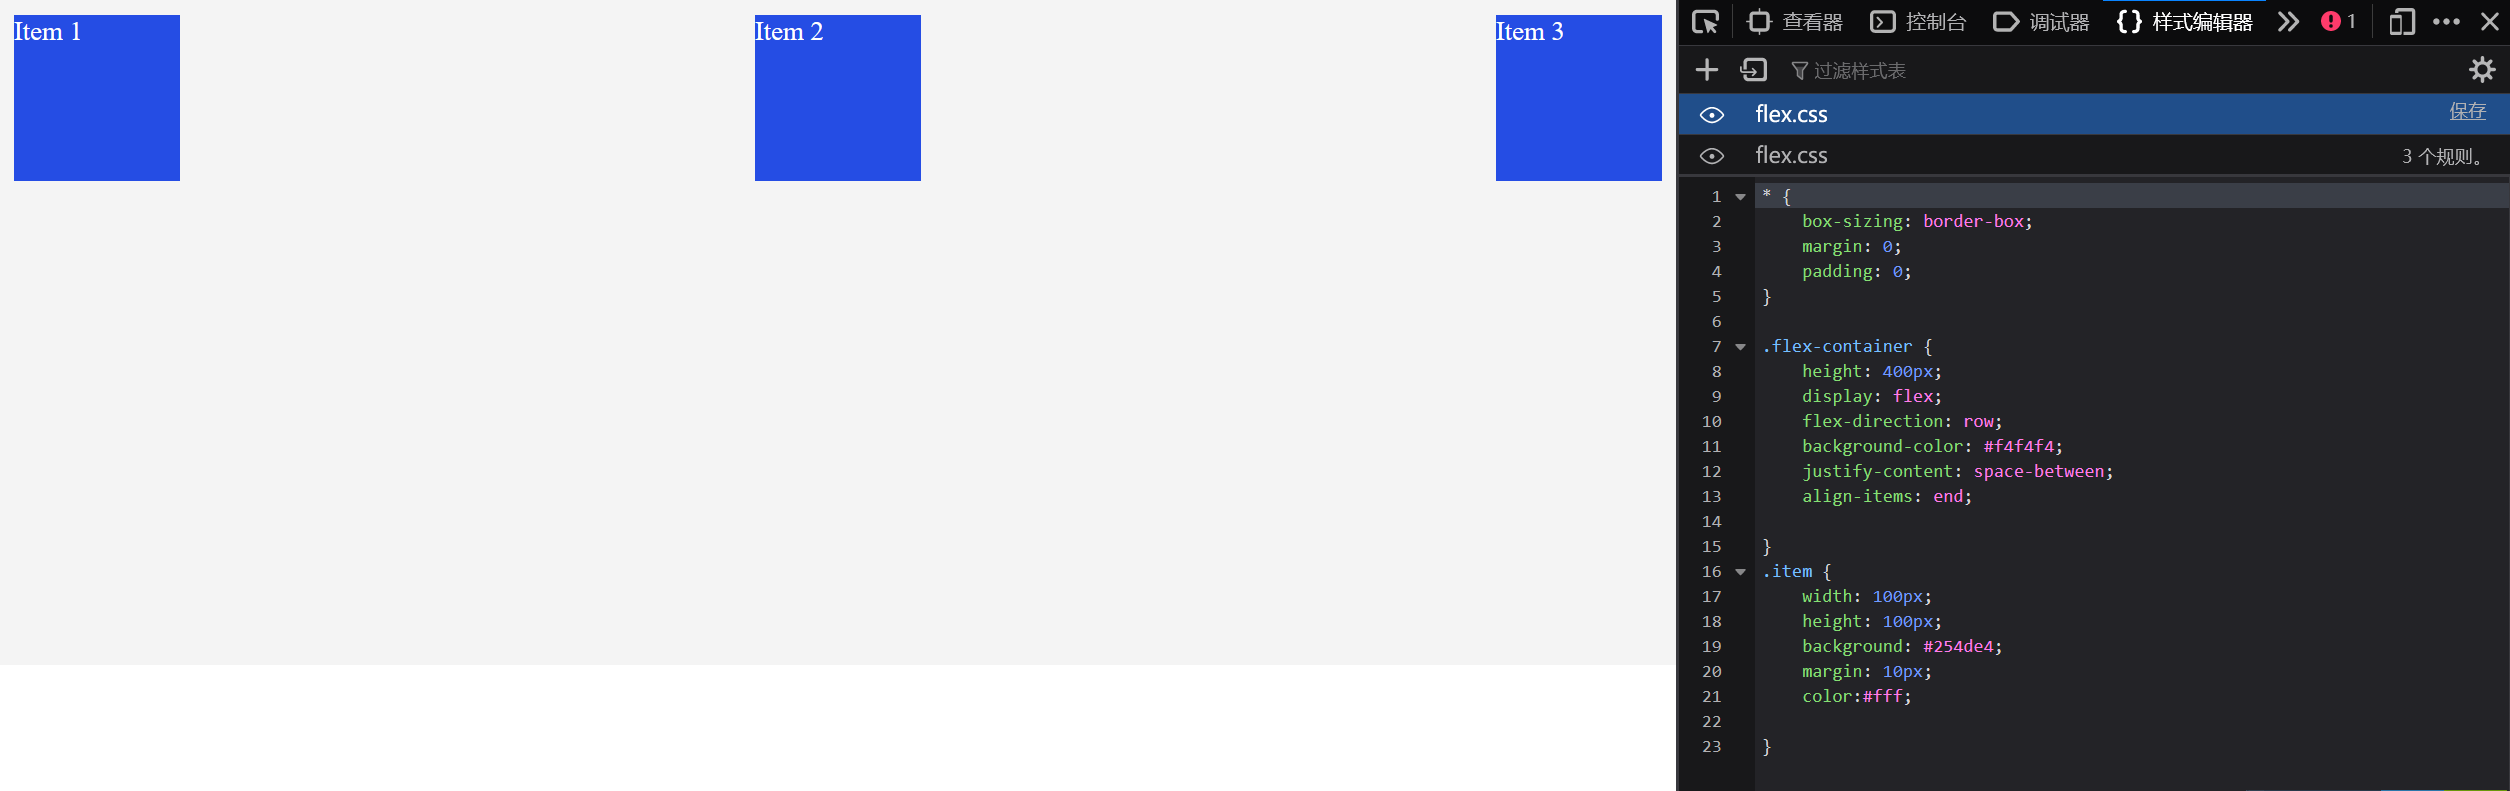 Item 1
Item 2
Item 3
查看器 控制台 调试器 {} 样式编辑器 1
过滤样式表
flex.css 保存
flex.css 3 个规则。
1 * {
2 box-sizing: border-box;
3 margin: 0;
4 padding: 0;
5 }
6
7 .flex-container {
8 height: 400px;
9 display: flex;
10 flex-direction: row;
11 background-color: #f4f4f4;
12 justify-content: space-between;
13 align-items: end;
14
15 }
16 .item {
17 width: 100px;
18 height: 100px;
19 background: #254de4;
20 margin: 10px;
21 color:#fff;
22
23 }